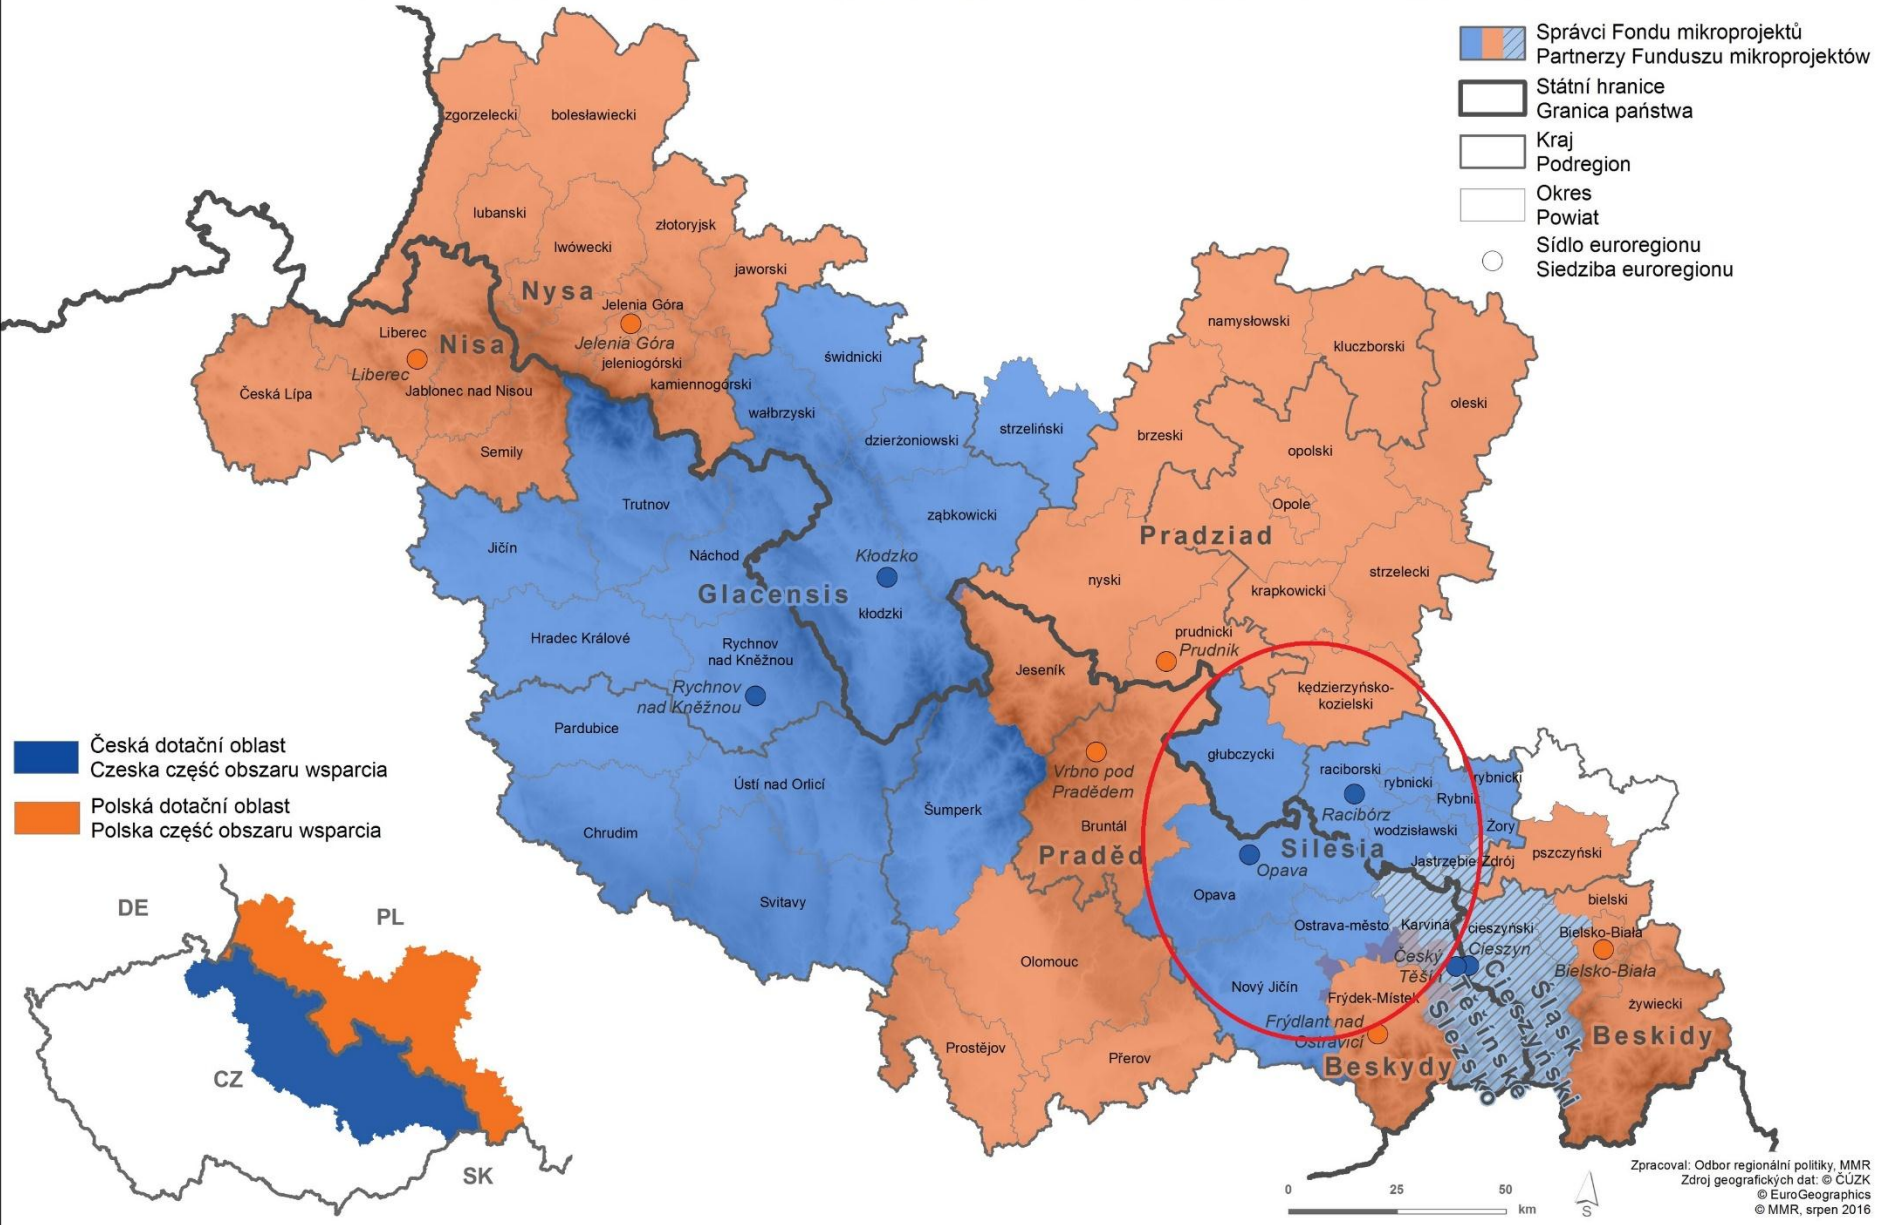 Správci Fondu mikroprojektů
Partnerzy Funduszu mikroprojektów
Státní hranice
Granica państwa
Kraj
Podregion
Okres
Powiat
Sídlo euroregionu
Siedziba euroregionu
zgorzelecki
bolesławiecki
lubanski
lwówecki
złotoryjsk
jaworski
Nysa
Jelenia Góra
Jelenia Góra
jeleniogórski
kamiennogórski
Liberec
Nisa
Liberec
Česká Lípa
Jablonec nad Nisou
Semily
świdnicki
wałbrzyski
dzierżoniowski
strzeliński
ząbkowicki
Kłodzko
kłodzki
Trutnov
Jičín
Náchod
Glacensis
Hradec Králové
Rychnov
nad Kněžnou
Rychnov
nad Kněžnou
Pardubice
Ústí nad Orlicí
Chrudim
Svitavy
Šumperk
namysłowski
kluczborski
oleski
brzeski
opolski
Opole
Pradziad
nyski
strzelecki
krapkowicki
prudnicki
Prudnik
kędzierzyńsko-
kozielski
Jeseník
Vrbno pod
Pradědem
Bruntál
Praděd
Olomouc
Prostějov
Přerov
głubczycki
raciborski
rybnicki
rybnicki
Rybnik
Racibórz
wodzisławski
Żory
Silesia
Jastrzębie-Zdrój
pszczyński
Opava
Opava
Ostrava-město
Karviná
cieszyński
bielski
Bielsko-Biała
Bielsko-Biała
Český
Těšín
Cieszyn
Nový Jičín
Frýdek-Místek
Frýdlant nad
Ostravicí
Beskydy
Těšínské
Slezsko
Śląsk
Cieszyński
żywiecki
Beskidy
Česká dotační oblast
Czeska część obszaru wsparcia
Polská dotační oblast
Polska część obszaru wsparcia
DE
PL
CZ
SK
0 25 50 km
S
Zpracoval: Odbor regionální politiky, MMR
Zdroj geografických dat: © ČÚZK
© EuroGeographics
© MMR, srpen 2016